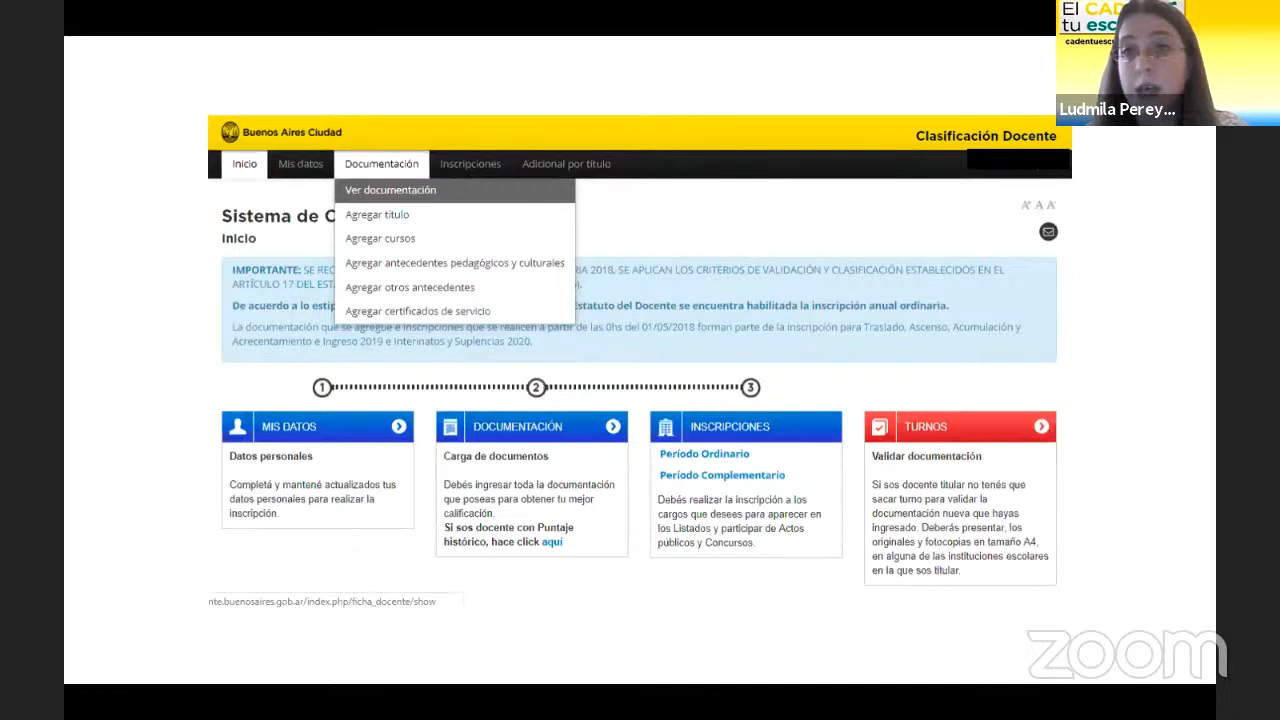 El CAD
tu esc
cadentuescu
Ludmila Perey...
Buenos Aires Ciudad
Clasificación Docente
Inicio
Mis datos
Documentación
Inscripciones
Adicional por título
Ver documentación
Agregar título
Agregar cursos
Agregar antecedentes pedagógicos y culturales
Agregar otros antecedentes
Agregar certificados de servicio
Sistema de C
Inicio
A A A
IMPORTANTE: SE REC
RIA 2018, SE APLICAN LOS CRITERIOS DE VALIDACIÓN Y CLASIFICACIÓN ESTABLECIDOS EN EL
ARTÍCULO 17 DEL EST
De acuerdo a lo estip
Estatuto del Docente se encuentra habilitada la inscripción anual ordinaria.
La documentación que se agregue e inscripciones que se realicen a partir de las 0hs del 01/05/2018 forman parte de la inscripción para Traslado, Ascenso, Acumulación y
Acrecentamiento e Ingreso 2019 e Interinatos y Suplencias 2020.
1
2
3
MIS DATOS
Datos personales
Completá y mantené actualizados tus
datos personales para realizar la
inscripción.
DOCUMENTACIÓN
Carga de documentos
Debés ingresar toda la documentación
que poseas para obtener tu mejor
calificación.
Si sos docente con Puntaje
histórico, hace click aquí
INSCRIPCIONES
Período Ordinario
Período Complementario
Debés realizar la inscripción a los
cargos que desees para aparecer en
los Listados y participar de Actos
públicos y Concursos.
TURNOS
Validar documentación
Si sos docente titular no tenés que
sacar turno para validar la
documentación nueva que hayas
ingresado. Deberás presentar, los
originales y fotocopias en tamaño A4,
en alguna de las instituciones escolares
en la que sos titular.
nte.buenosaires.gob.ar/index.php/ficha_docente/show
zoom